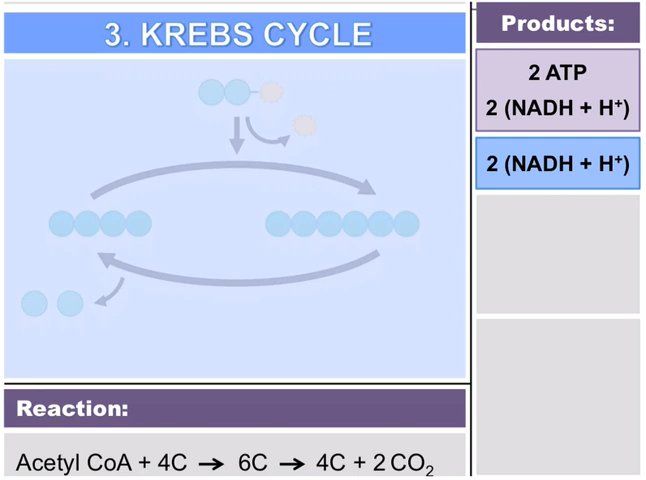 3. KREBS CYCLE
Products:
2 ATP
2 (NADH + H⁺)
2 (NADH + H⁺)
Reaction:
Acetyl CoA + 4C → 6C → 4C + 2 CO₂